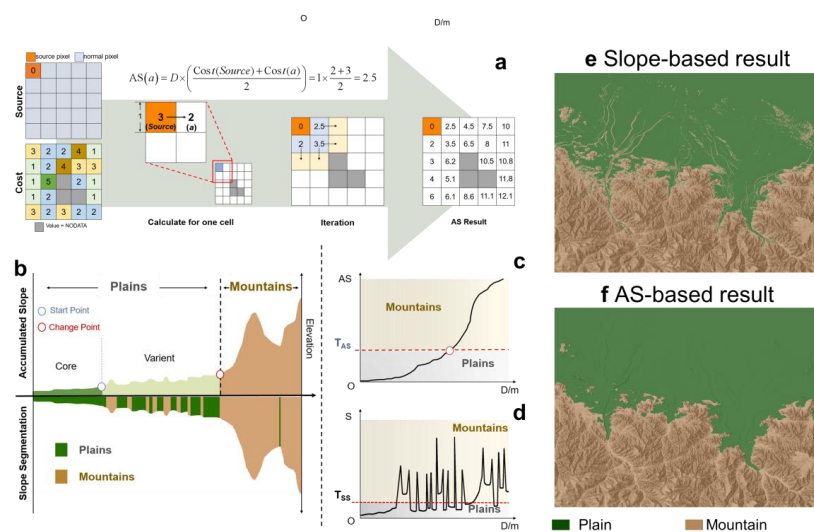 O
D/m
source pixel normal pixel
a
AS(a) = D×((Cost(Source)+Cost(a))/2) = 1×(2+3)/2 = 2.5
Source
0
Cost
3 2 2 4 1
1 2 4 3 3
1 5 2 1
1 2 1
3 2 3 2 2
Value = NODATA
3 → 2
(Source) (a)
1
Calculate for one cell
0 2.5
2 3.5
Iteration
0 2.5 4.5 7.5 10
2 3.5 6.5 8 11
3 6.2 10.5 10.8
4 5.1 11.8
6 6.1 8.6 11.1 12.1
AS Result
b
Plains
Mountains
Accumulated Slope
Start Point
Change Point
Core
Varient
Elevation
Slope Segmentation
Plains
Mountains
c
AS
Mountains
TAS
Plains
O
D/m
d
S
Mountains
TSS
Plains
O
D/m
e Slope-based result
f AS-based result
Plain
Mountain